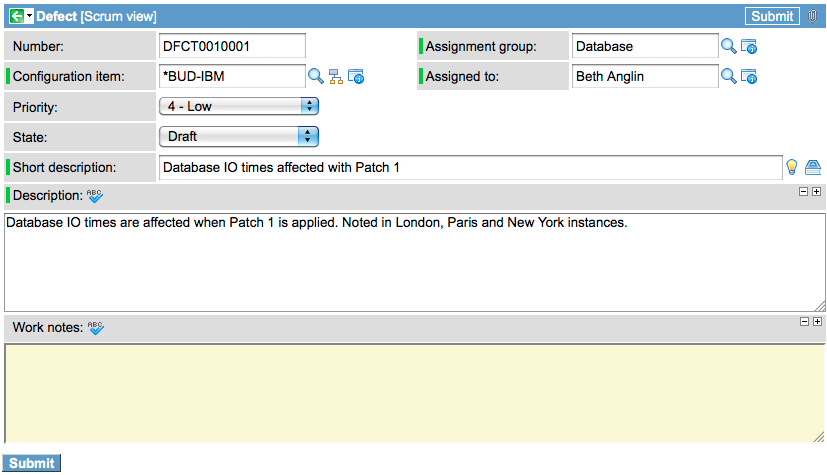 Defect [Scrum view] Submit
Number: DFCT0010001 Assignment group: Database
Configuration item: *BUD-IBM Assigned to: Beth Anglin
Priority: 4 - Low
State: Draft
Short description: Database IO times affected with Patch 1
Description: ABC
Database IO times are affected when Patch 1 is applied. Noted in London, Paris and New York instances.
Work notes: ABC
Submit